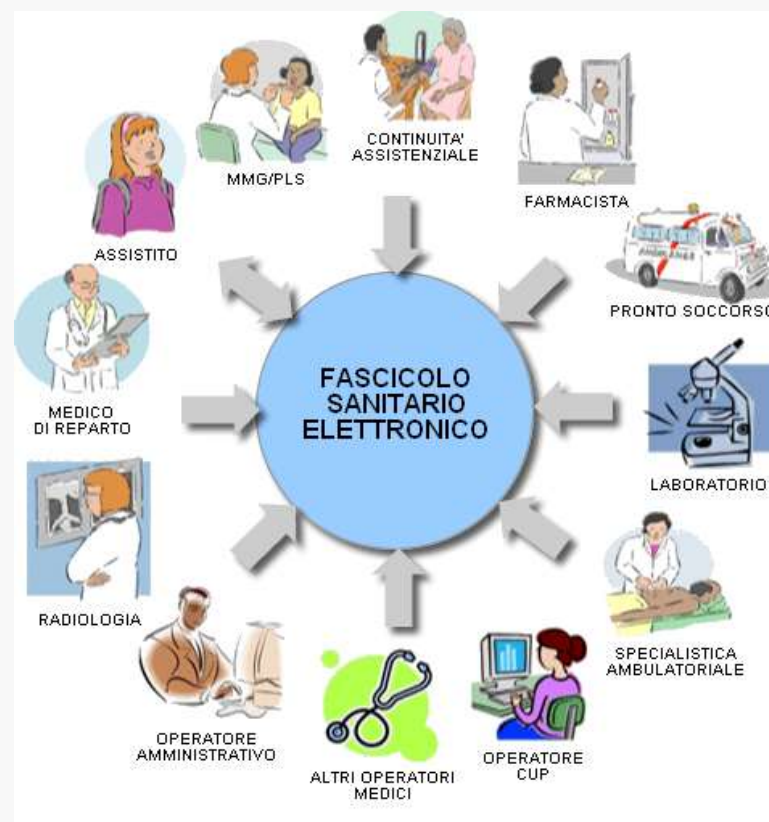 CONTINUITA'
ASSISTENZIALE
MMG/PLS
FARMACISTA
ASSISTITO
PRONTO SOCCORSO
MEDICO
DI REPARTO
FASCICOLO
SANITARIO
ELETTRONICO
LABORATORIO
RADIOLOGIA
SPECIALISTICA
AMBULATORIALE
OPERATORE
AMMINISTRATIVO
ALTRI OPERATORI
MEDICI
OPERATORE
CUP